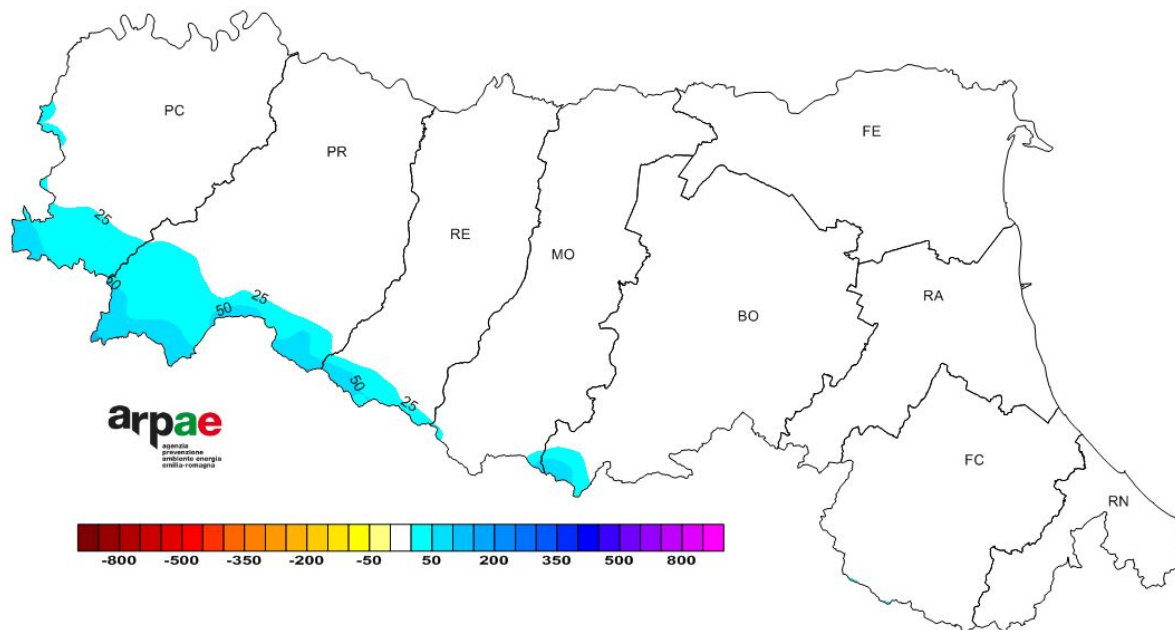 PC
PR
RE
MO
FE
BO
RA
FC
RN
25
50
50
25
50
25
arpae
agenzia
prevenzione
ambiente energia
emilia-romagna
-800 -500 -350 -200 -50 50 200 350 500 800